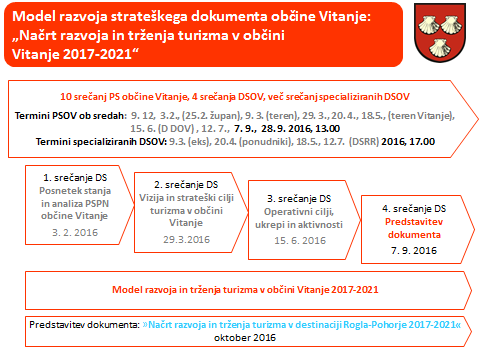 Model razvoja strateškega dokumenta občine Vitanje:
„Načrt razvoja in trženja turizma v občini
Vitanje 2017-2021“
10 srečanj PS občine Vitanje, 4 srečanja DSOV, več srečanj specializiranih DSOV
Termini PSOV ob sredah: 9. 12, 3.2., (25.2. župan), 9. 3. (teren), 29. 3., 20. 4., 18.5., (teren Vitanje),
15. 6. (D DOV) , 12. 7., 7. 9., 28.9. 2016, 13.00
Termini specializiranih DSOV: 9.3. (eks), 20.4. (ponudniki), 18.5., 12.7. (DSRR) 2016, 17.00
1. srečanje DS
Posnetek stanja
in analiza PSPN
občine Vitanje
3. 2. 2016
2. srečanje DS
Vizija in strateški cilji
turizma v občini
Vitanje
29.3.2016
3. srečanje DS
Operativni cilji,
ukrepi in aktivnosti
15. 6. 2016
4. srečanje DS
Predstavitev
dokumenta
7. 9. 2016
Model razvoja in trženja turizma v občini Vitanje 2017-2021
Predstavitev dokumenta: »Načrt razvoja in trženja turizma v destinaciji Rogla-Pohorje 2017-2021«
oktober 2016